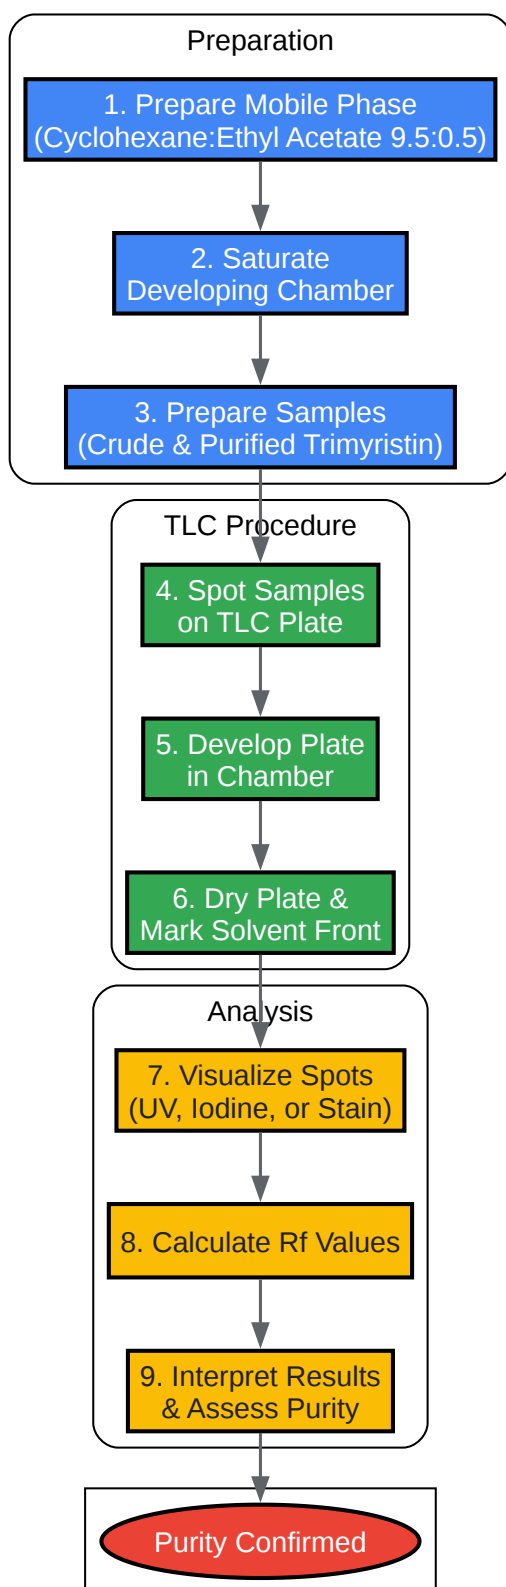 Preparation
1. Prepare Mobile Phase
(Cyclohexane:Ethyl Acetate 9.5:0.5)
2. Saturate
Developing Chamber
3. Prepare Samples
(Crude & Purified Trimyristin)
TLC Procedure
4. Spot Samples
on TLC Plate
5. Develop Plate
in Chamber
6. Dry Plate &
Mark Solvent Front
Analysis
7. Visualize Spots
(UV, Iodine, or Stain)
8. Calculate Rf Values
9. Interpret Results
& Assess Purity
Purity Confirmed